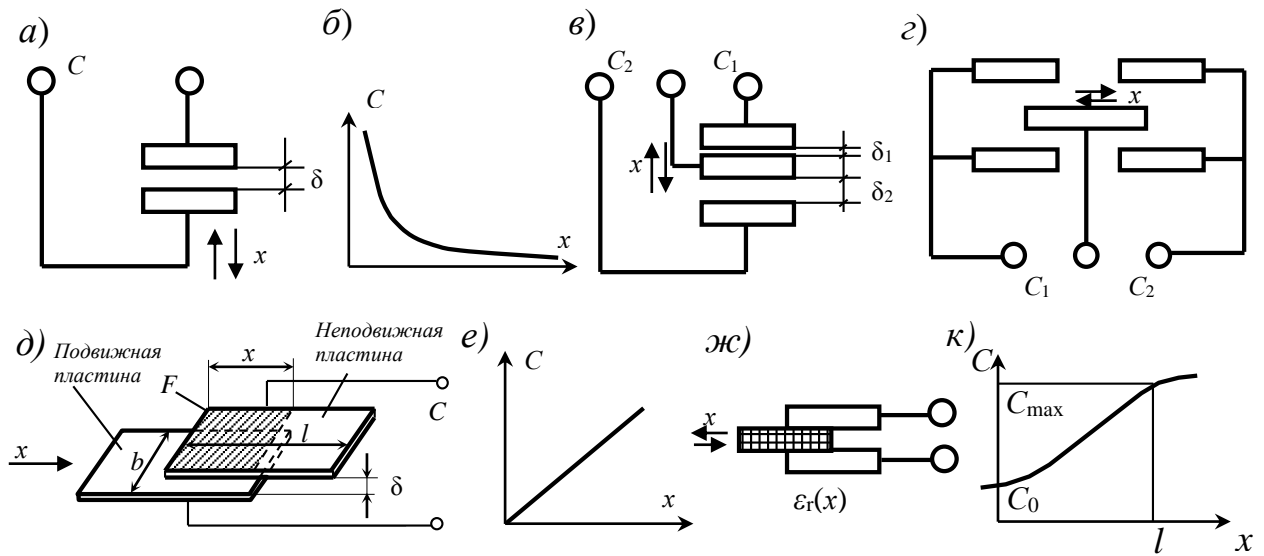 а)
C
δ
x
б)
C
x
в)
C₂
C₁
x
δ₁
δ₂
г)
x
C₁
C₂
д)
Подвижная
пластина
Неподвижная
пластина
x
F
C
l
b
x
δ
е)
C
x
ж)
x
εᵣ(x)
к)
C
Cmax
C₀
l
x